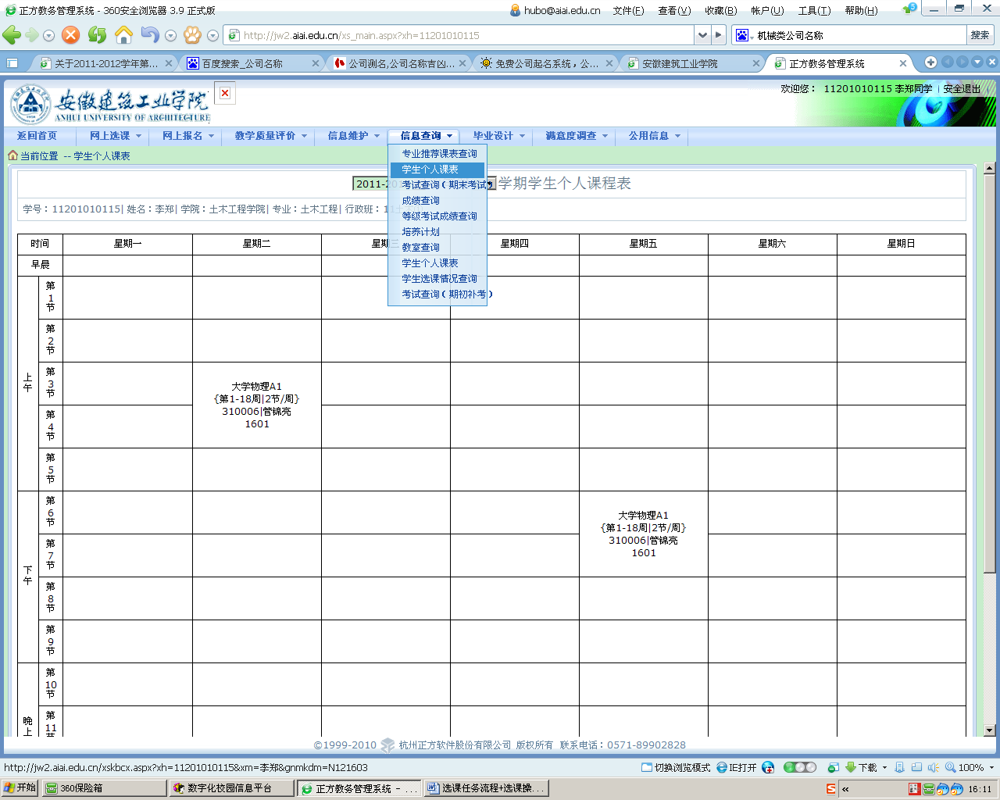 正方教务管理系统 - 360安全浏览器 3.9 正式版
hubo@aiai.edu.cn 文件(F) 查看(V) 收藏(B) 帐户(U) 工具(T) 帮助(H) 5
http://jw2.aiai.edu.cn/xs_main.aspx?xh=11201010115
机械类公司名称 搜索
关于2011-2012学年第... 百度搜索_公司名称 公司测名,公司名称吉凶... 免费公司起名系统，公... 安徽建筑工业学院 正方教务管理系统
安徽建筑工业学院
ANHUI UNIVERSITY OF ARCHITECTURE
欢迎您： 11201010115 李郑同学 安全退出
返回首页 网上选课 网上报名 教学质量评价 信息维护 信息查询 毕业设计 满意度调查 公用信息
当前位置 -- 学生个人课表
专业推荐课表查询
学生个人课表
考试查询（期末考试）
成绩查询
等级考试成绩查询
培养计划
教室查询
学生个人课表
学生选课情况查询
考试查询（期初补考）
2011-20 学期学生个人课程表
学号：11201010115| 姓名：李郑| 学院：土木工程学院| 专业：土木工程| 行政班：11
时间 星期一 星期二 星期三 星期四 星期五 星期六 星期日
早晨
上午
第1节
第2节
第3节
大学物理A1
{第1-18周|2节/周}
310006|管锦亮
1601
第4节
第5节
下午
第6节
大学物理A1
{第1-18周|2节/周}
310006|管锦亮
1601
第7节
第8节
第9节
晚上
第10节
第11节
©1999-2010 杭州正方软件股份有限公司 版权所有 联系电话：0571-89902828
http://jw2.aiai.edu.cn/xskbcx.aspx?xh=11201010115&xm=李郑&gnmkdm=N121603
切换浏览模式 IE打开 下载 100%
开始 360保险箱 数字化校园信息平台 正方教务管理系统 - ... 选课任务流程+选课操... « 16:11